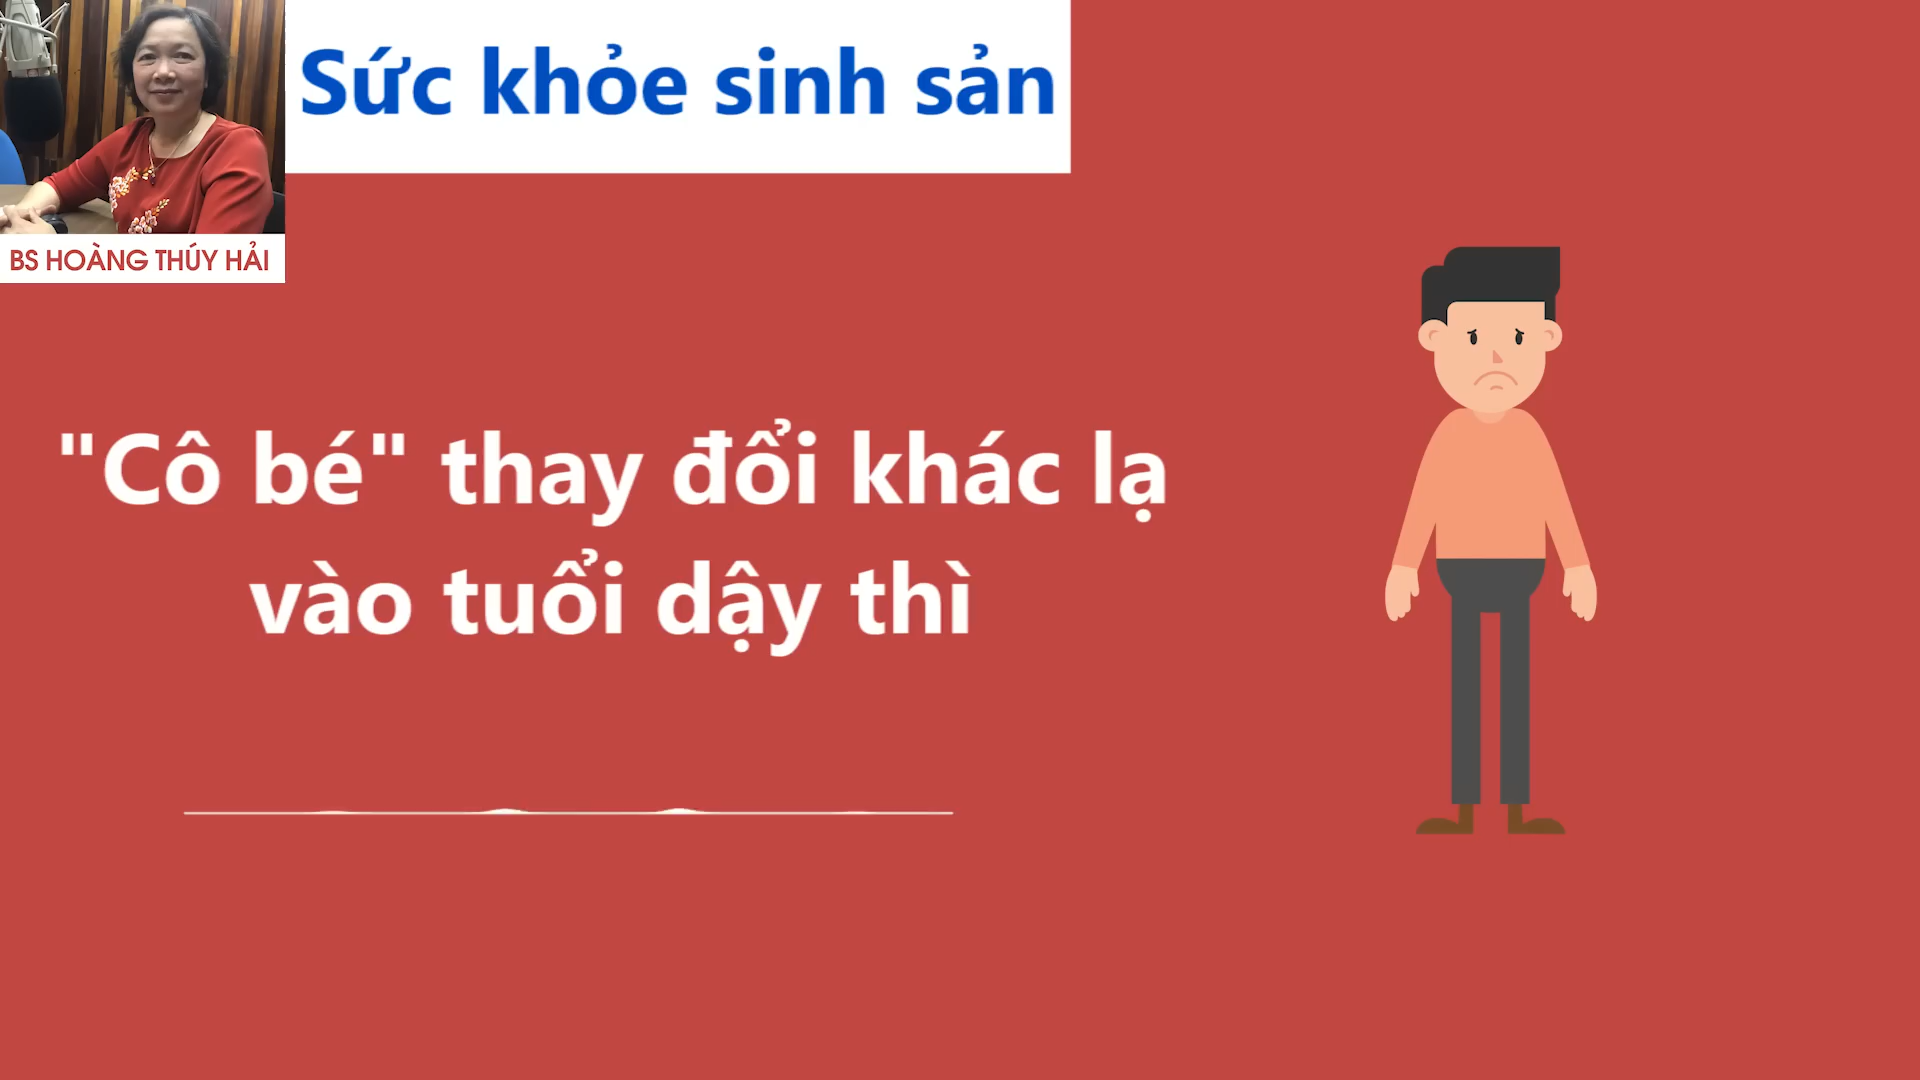 Sức khỏe sinh sản
BS HOÀNG THÚY HẢI
"Cô bé" thay đổi khác lạ
vào tuổi dậy thì